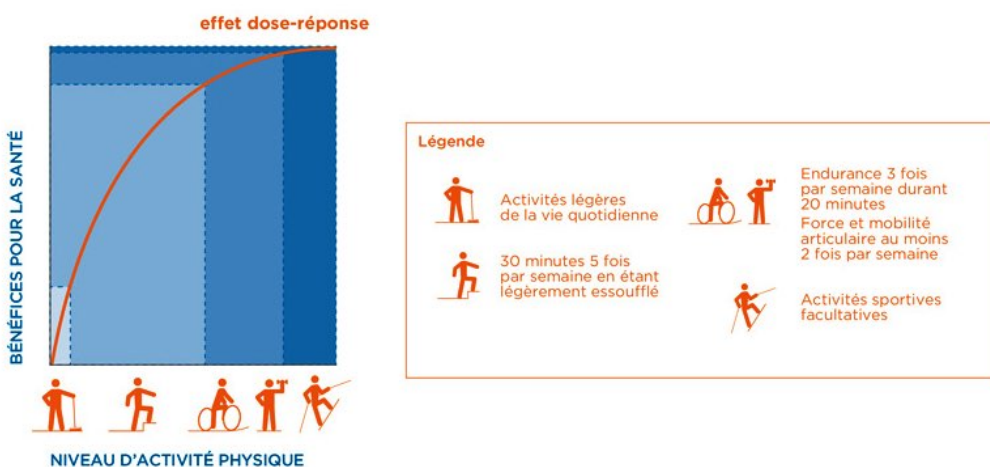 effet dose-réponse
BÉNÉFICES POUR LA SANTÉ
NIVEAU D'ACTIVITÉ PHYSIQUE
Légende
Activités légères
de la vie quotidienne
30 minutes 5 fois
par semaine en étant
légèrement essoufflé
Endurance 3 fois
par semaine durant
20 minutes
Force et mobilité
articulaire au moins
2 fois par semaine
Activités sportives
facultatives